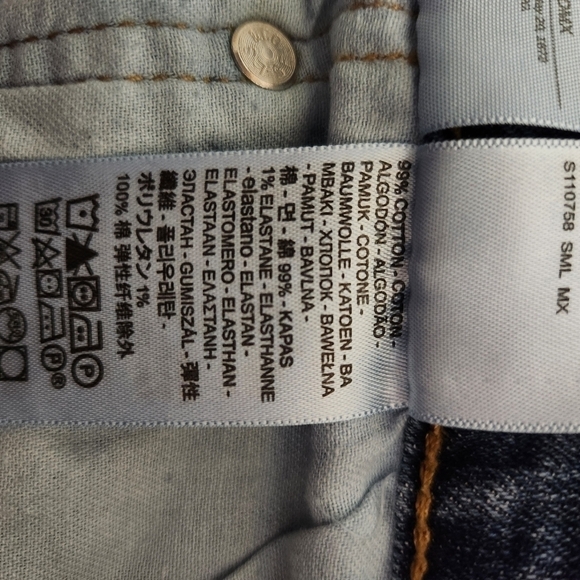 S110758 SML MX
99% COTTON - COTON -
ALGODÓN - ALGODÃO -
PAMUK - COTONE -
BAUMWOLLE - KATOEN - BA
MBAKI - ХЛОПОК - BAWEŁNA
- PAMUT - BAVLNA -
棉 - 면 - 綿 99% - KAPAS
1% ELASTANE - ELASTHANNE
- elastano - ELASTAN -
ELASTOMERO - ELASTHAN -
ELASTAAN - ΕΛΑΣΤΑΝΗ -
ЭЛАСТАН - GUMISZÁL - 彈性
纖維 - 폴리우레탄 -
ポリウレタン 1%
100% 棉 弹性纤维除外